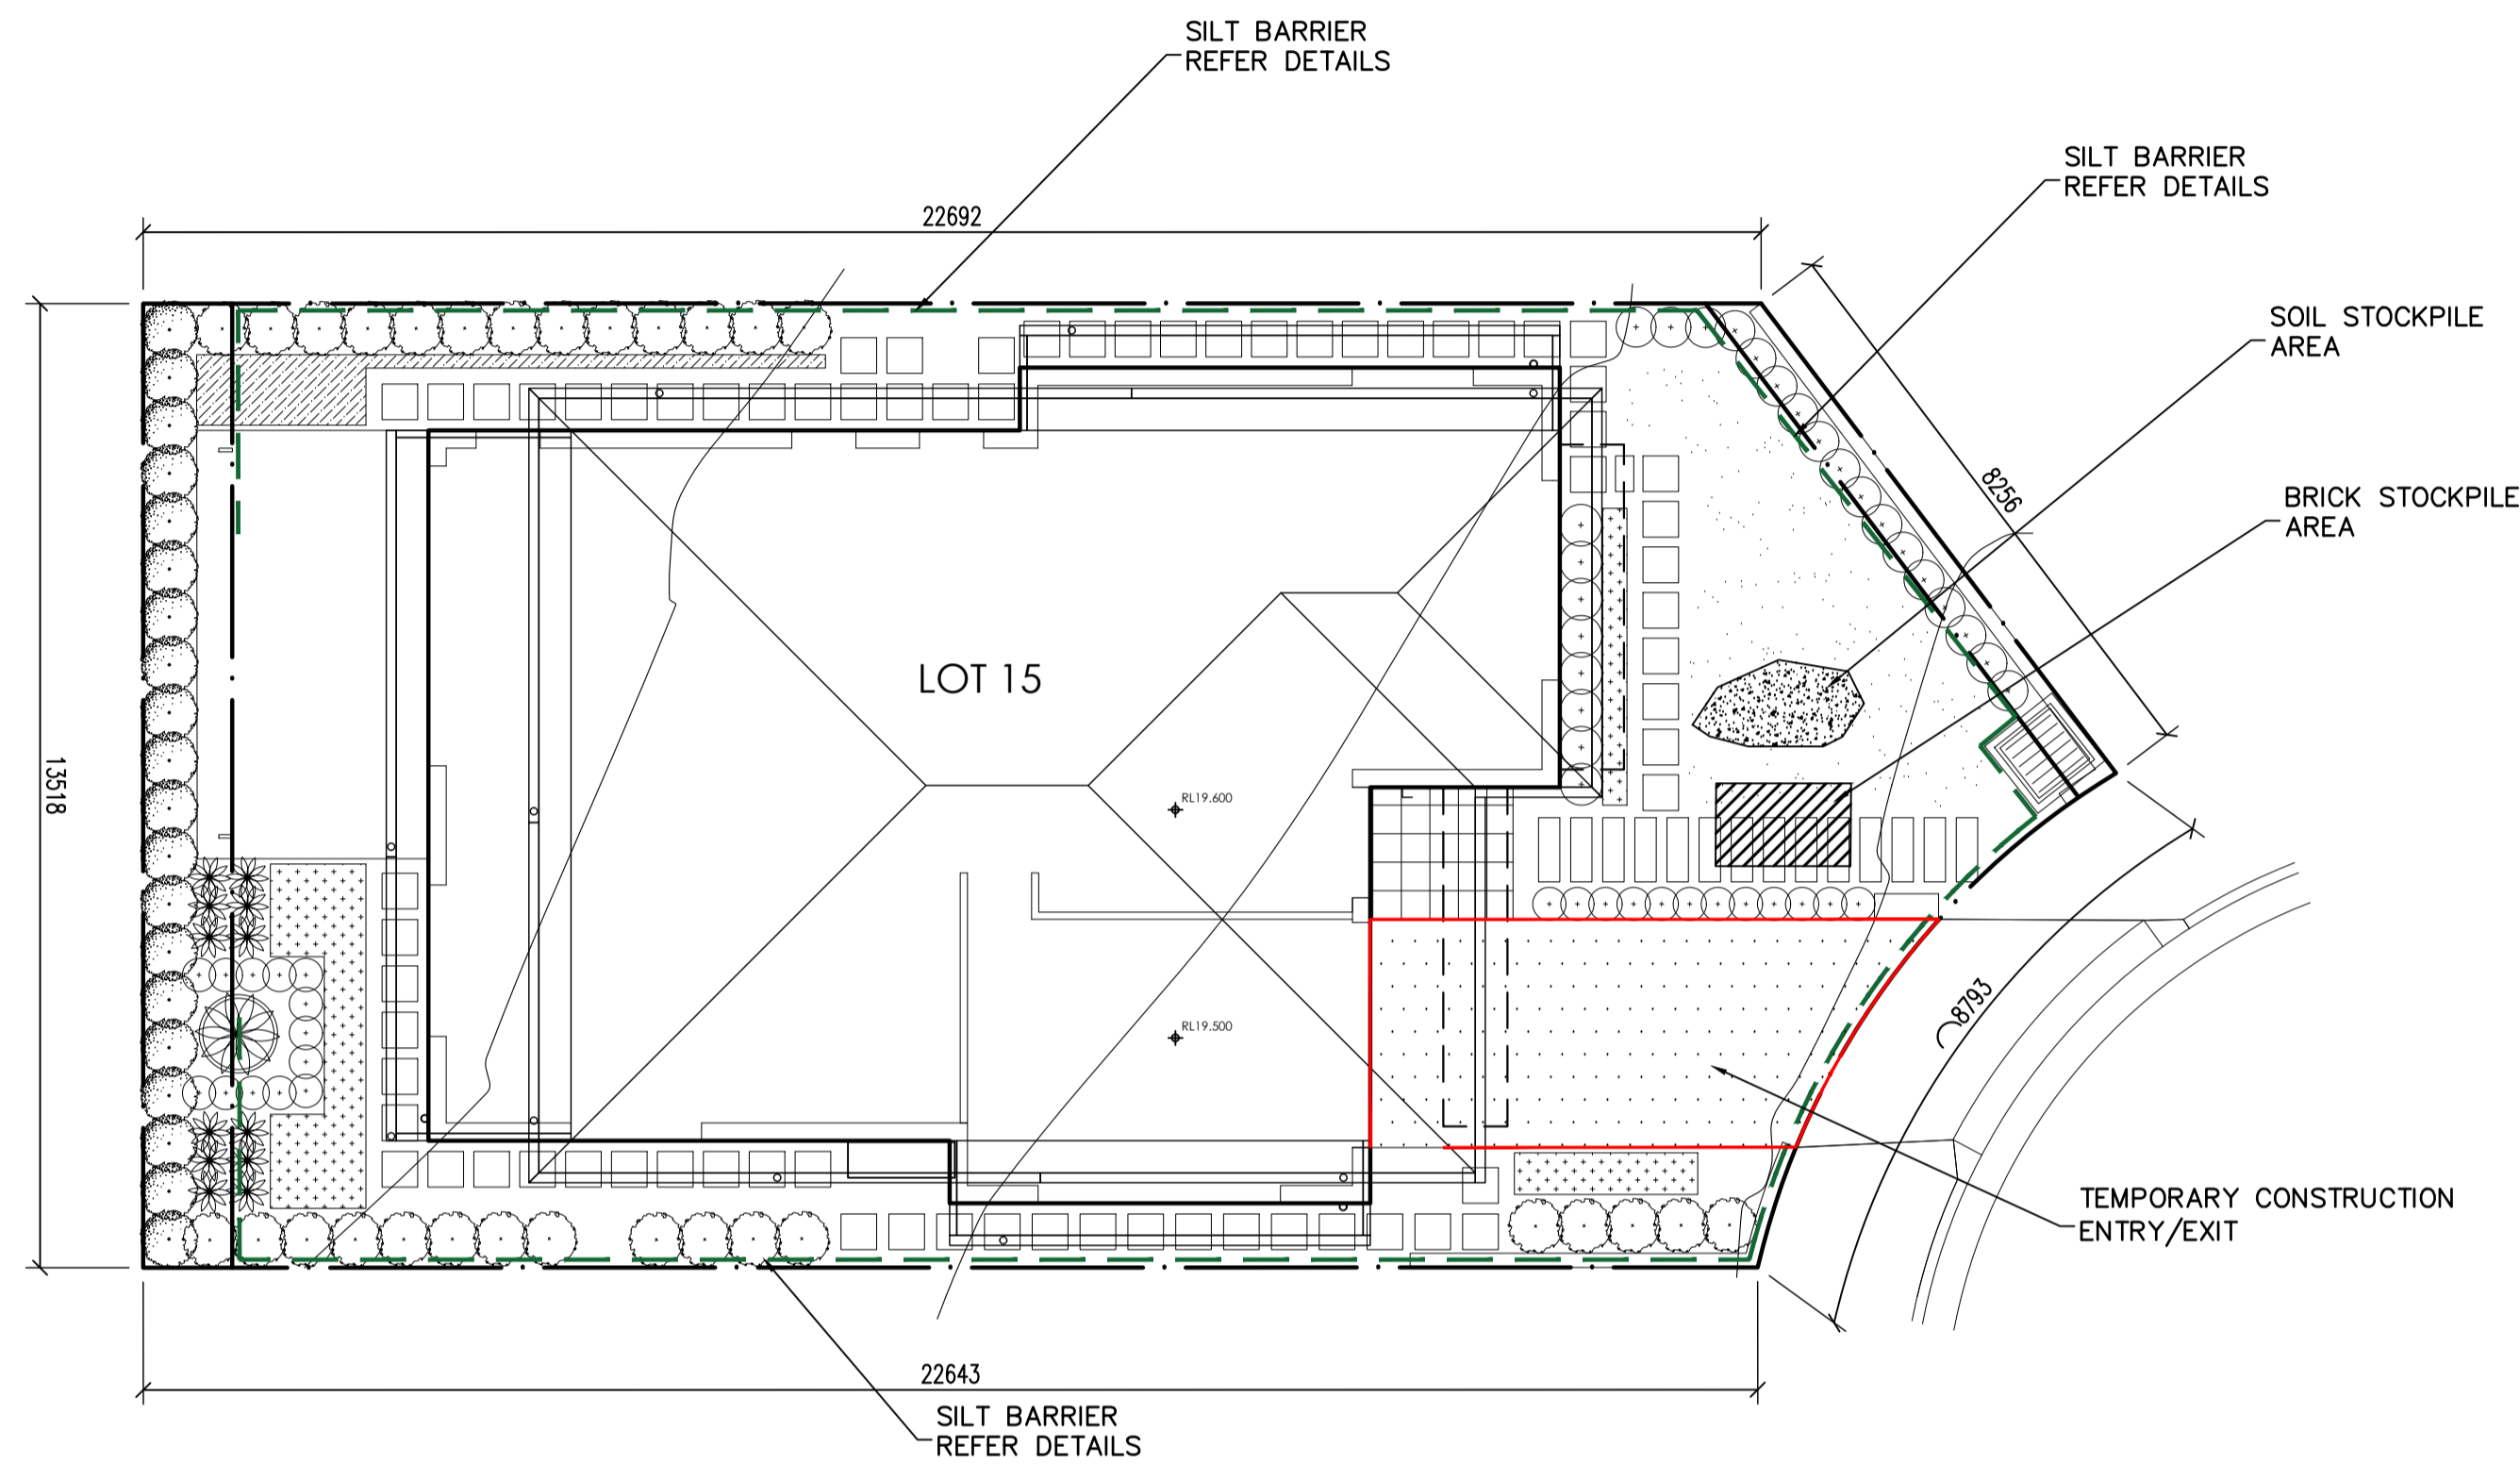 SILT BARRIER
REFER DETAILS
SILT BARRIER
REFER DETAILS
22692
SOIL STOCKPILE
AREA
8256
BRICK STOCKPILE
AREA
LOT 15
13518
RL19.600
RL19.500
8793
TEMPORARY CONSTRUCTION
ENTRY/EXIT
22643
SILT BARRIER
REFER DETAILS